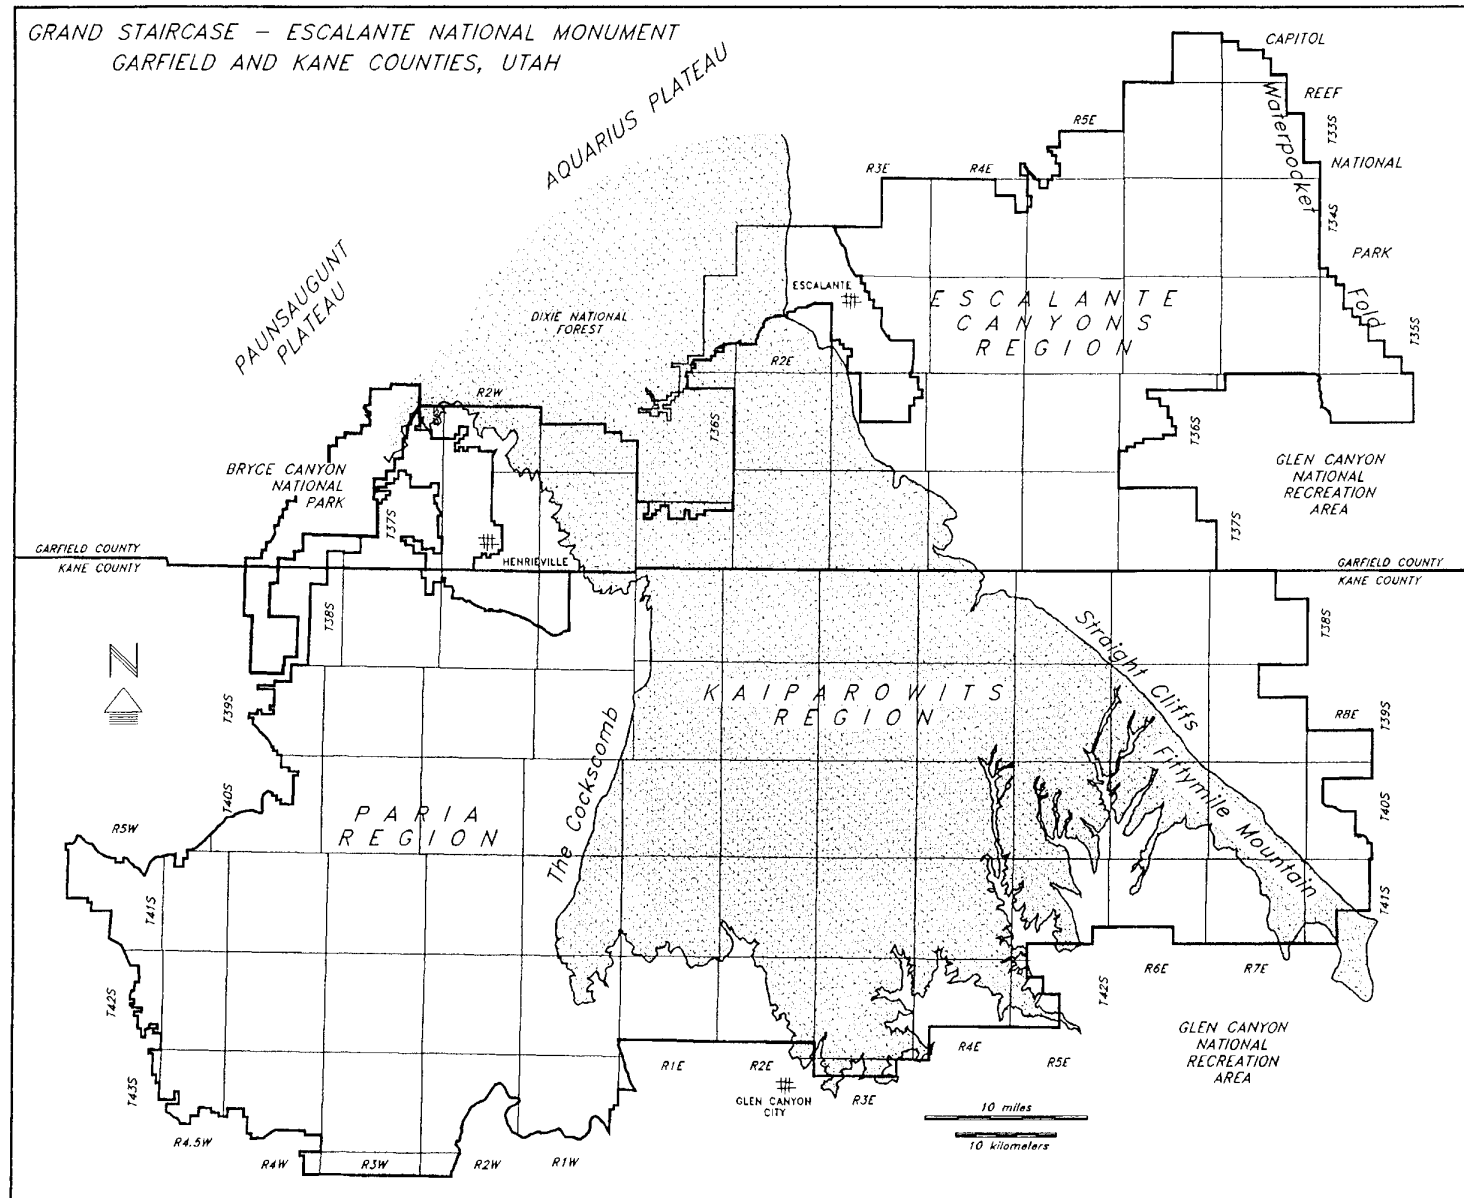 GRAND STAIRCASE – ESCALANTE NATIONAL MONUMENT
GARFIELD AND KANE COUNTIES, UTAH
CAPITOL
REEF
NATIONAL
PARK
Waterpocket
Fold
AQUARIUS PLATEAU
PAUNSAUGUNT
PLATEAU
R5E
R3E
R4E
T33S
T34S
T35S
ESCALANTE
ESCALANTE
CANYONS
REGION
DIXIE NATIONAL
FOREST
R2E
R2W
T36S
T36S
BRYCE CANYON
NATIONAL
PARK
T37S
GLEN CANYON
NATIONAL
RECREATION
AREA
T37S
GARFIELD COUNTY
KANE COUNTY
HENRIEVILLE
GARFIELD COUNTY
KANE COUNTY
T38S
T38S
N
Straight Cliffs
KAIPAROWITS
REGION
T39S
R8E
T39S
The Cockscomb
Fiftymile Mountain
T40S
T40S
PARIA
REGION
R5W
T41S
T41S
T42S
T42S
R6E
R7E
GLEN CANYON
NATIONAL
RECREATION
AREA
T43S
R1E
R2E
R3E
R4E
R5E
GLEN CANYON
CITY
10 miles
10 kilometers
R4.5W
R4W
R3W
R2W
R1W